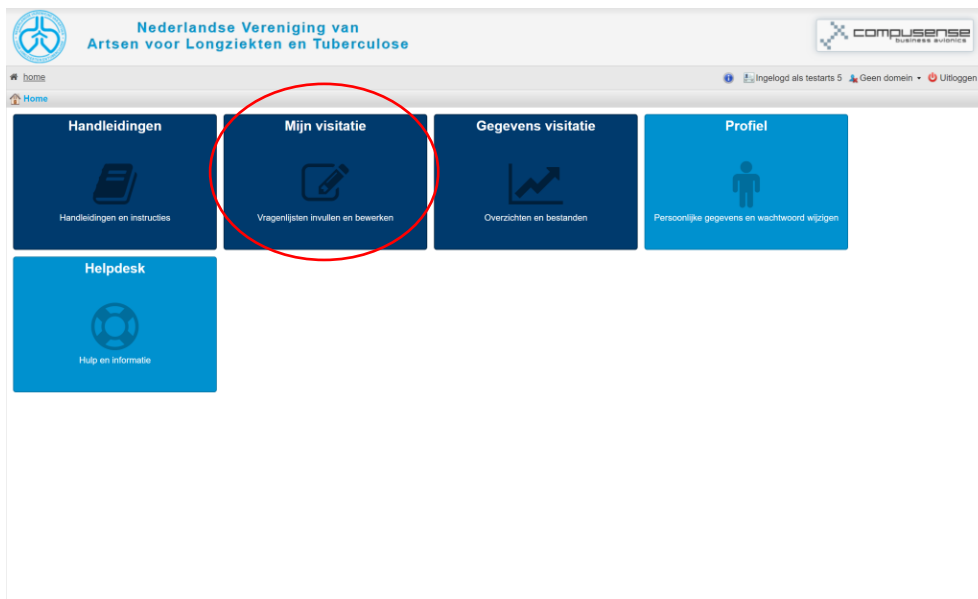 Nederlandse Vereniging van
Artsen voor Longziekten en Tuberculose
compusense
business avionics
home
Ingelogd als testarts 5 Geen domein Uitloggen
Home
Handleidingen
Handleidingen en instructies
Mijn visitatie
Vragenlijsten invullen en bewerken
Gegevens visitatie
Overzichten en bestanden
Profiel
Persoonlijke gegevens en wachtwoord wijzigen
Helpdesk
Hulp en informatie